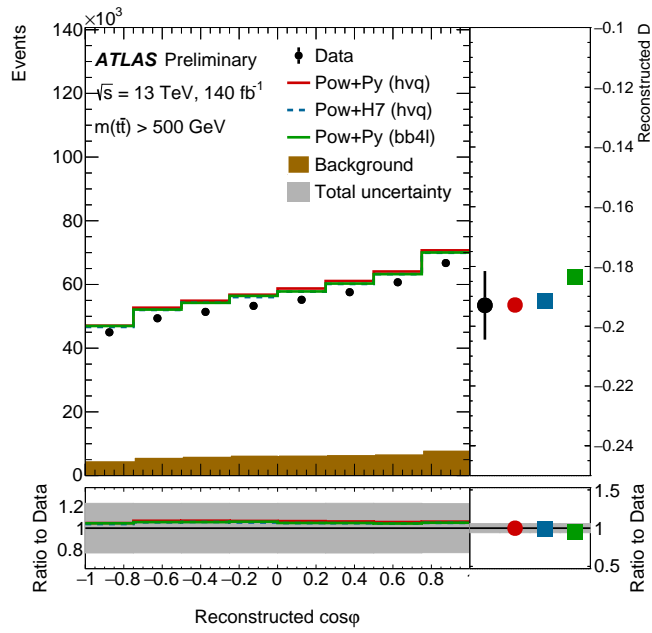 ×10³
Events
140
120
100
80
60
40
20
0
ATLAS Preliminary
√s = 13 TeV, 140 fb⁻¹
m(tt̄) > 500 GeV
Data
Pow+Py (hvq)
Pow+H7 (hvq)
Pow+Py (bb4l)
Background
Total uncertainty
Reconstructed D
−0.1
−0.12
−0.14
−0.16
−0.18
−0.2
−0.22
−0.24
Ratio to Data
1.2
1
0.8
−1 −0.8 −0.6 −0.4 −0.2 0 0.2 0.4 0.6 0.8
Reconstructed cosφ
1.5
1
0.5
Ratio to Data